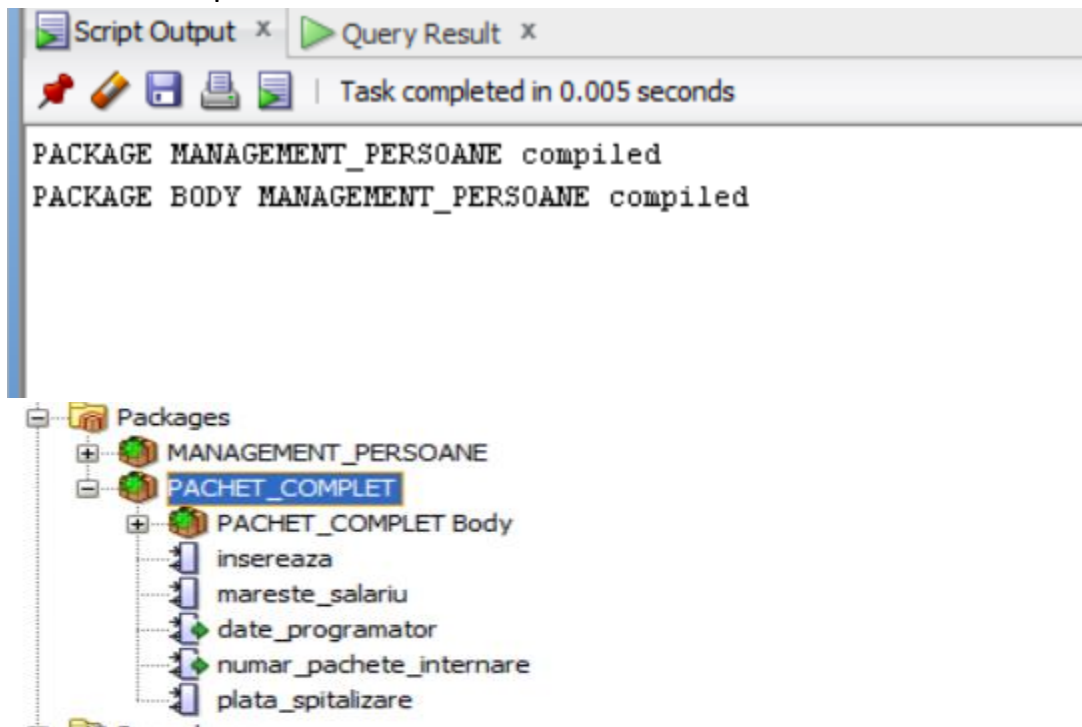 Script Output x Query Result x
Task completed in 0.005 seconds
PACKAGE MANAGEMENT_PERSOANE compiled
PACKAGE BODY MANAGEMENT_PERSOANE compiled
Packages
MANAGEMENT_PERSOANE
PACHET_COMPLET
PACHET_COMPLET Body
insereaza
mareste_salariu
date_programator
numar_pachete_internare
plata_spitalizare